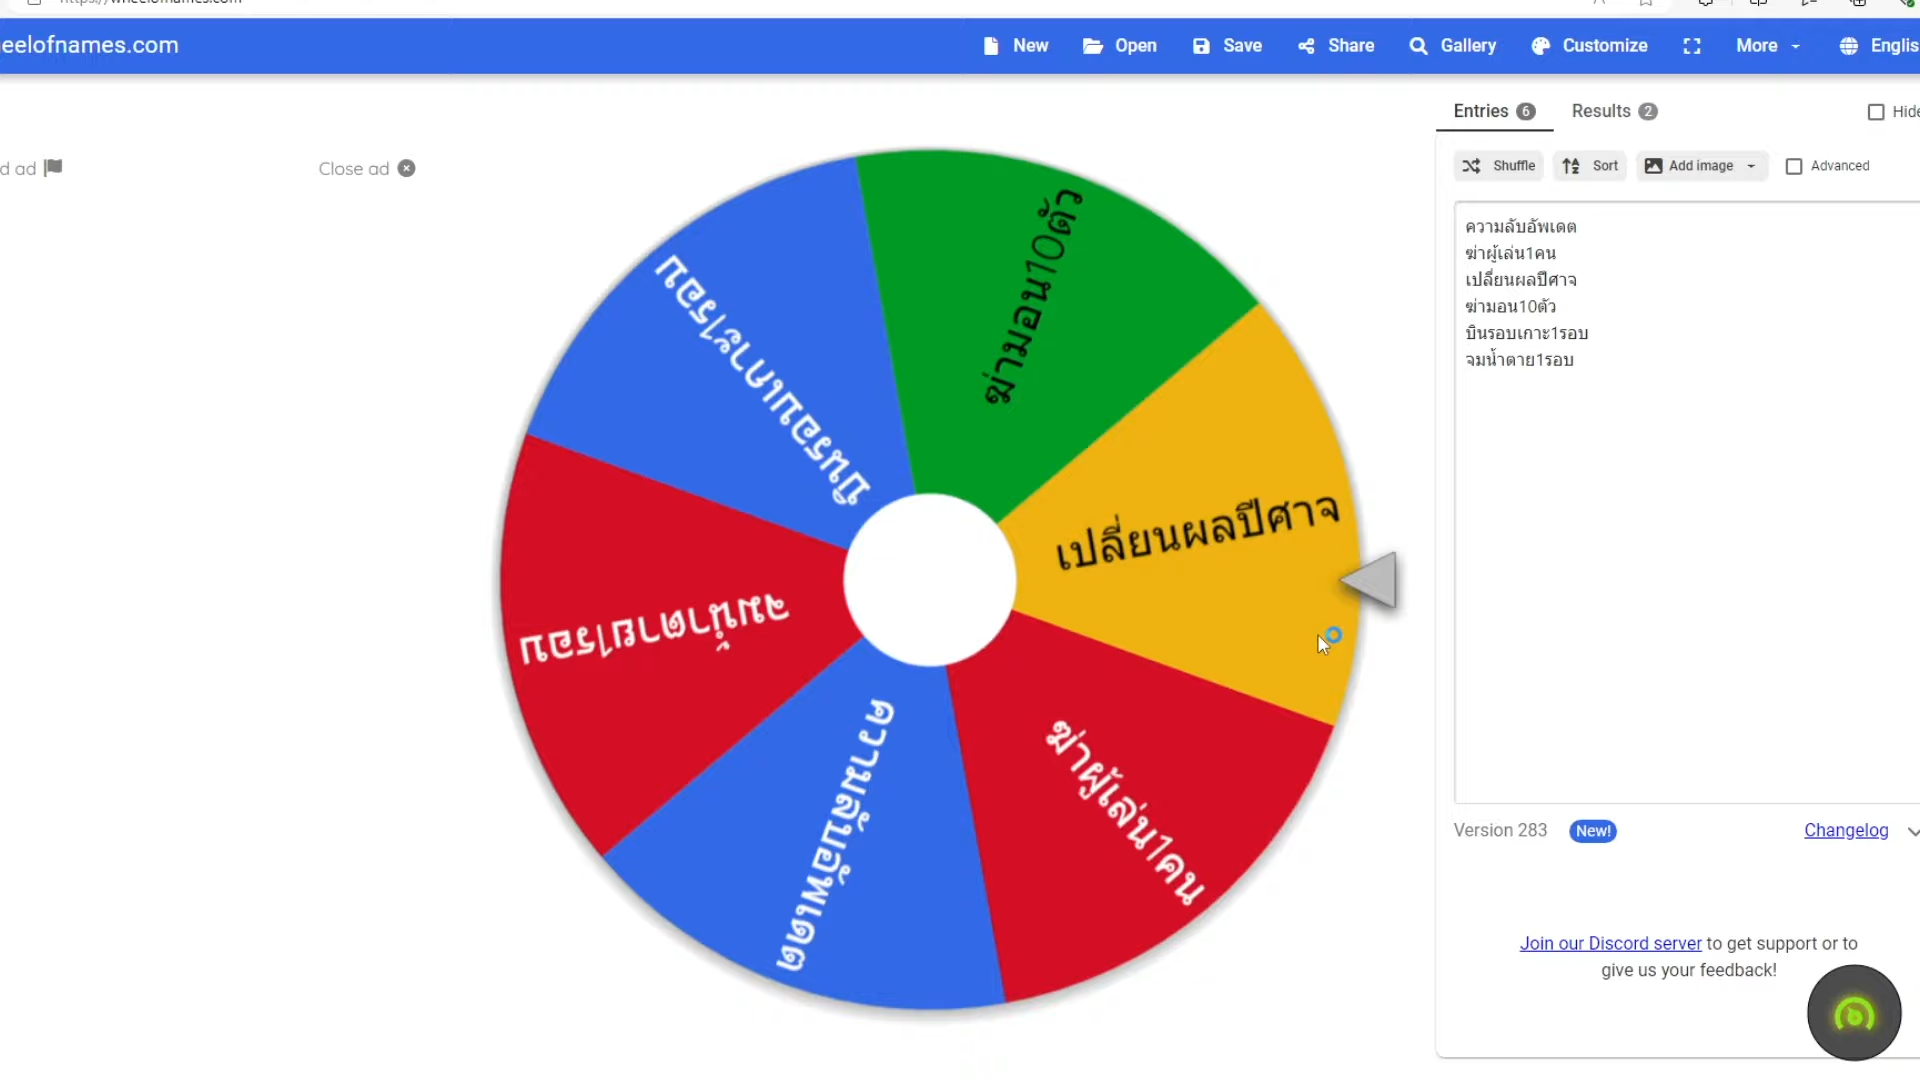 eelofnames.com
New
Open
Save
Share
Gallery
Customize
More
Englis
d ad
Close ad
Entries 6
Results 2
Hide
Shuffle
Sort
Add image
Advanced
ความลับอัพเดต
ฆ่าผู้เล่น1คน
เปลี่ยนผลปีศาจ
ฆ่ามอน10ตัว
บินรอบเกาะ1รอบ
จมน้ำตาย1รอบ
ฆ่ามอน10ตัว
บินรอบเกาะ1รอบ
เปลี่ยนผลปีศาจ
จมน้ำตาย1รอบ
ความลับอัพเดต
ฆ่าผู้เล่น1คน
Version 283
New!
Changelog
Join our Discord server to get support or to
give us your feedback!